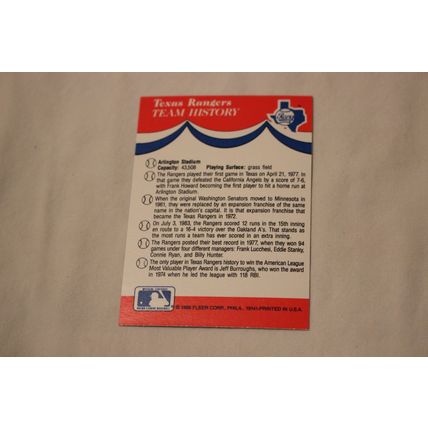 Texas Rangers
TEAM HISTORY
Arlington Stadium
Capacity: 43,508 Playing Surface: grass field
The Rangers played their first game in Texas on April 21, 1977. In
that game they defeated the California Angels by a score of 7-6,
with Frank Howard becoming the first player to hit a home run at
Arlington Stadium.
When the original Washington Senators moved to Minnesota in
1961, they were replaced by an expansion franchise of the same
name in the nation's capital. It is that expansion franchise that
became the Texas Rangers in 1972.
On July 3, 1983, the Rangers scored 12 runs in the 15th inning
en route to a 16-4 victory over the Oakland A's. That stands as
the most runs a team has ever scored in an extra inning.
The Rangers posted their best record in 1977, when they won 94
games under four different managers: Frank Lucchesi, Eddie Stanky,
Connie Ryan, and Billy Hunter.
The only player in Texas Rangers history to win the American League
Most Valuable Player Award is Jeff Burroughs, who won the award
in 1974 when he led the league with 118 RBI.
FLEER CORP., PHILA., 19141-PRINTED IN U.S.A.